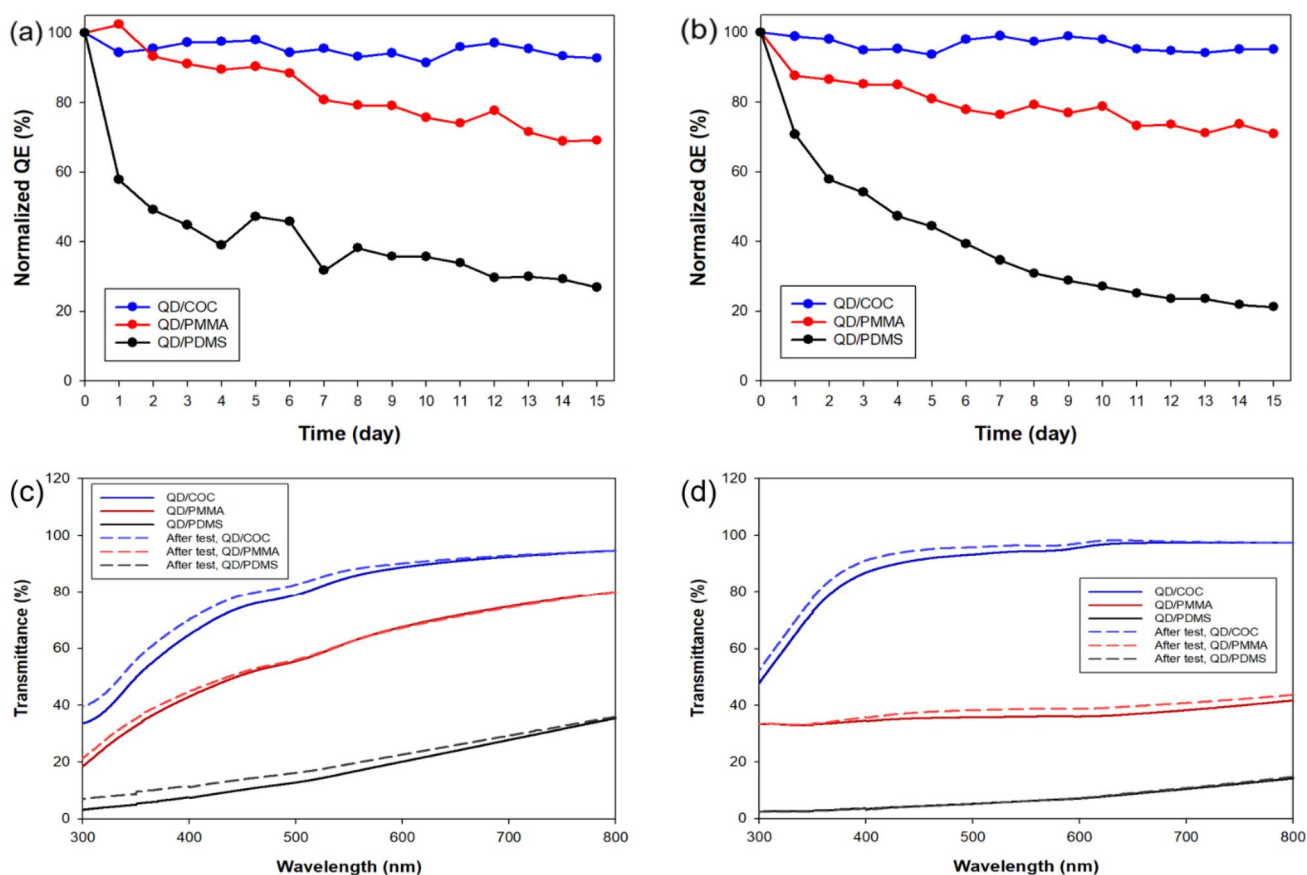 (a)
Normalized QE (%)
100
80
60
40
20
0
QD/COC
QD/PMMA
QD/PDMS
0 1 2 3 4 5 6 7 8 9 10 11 12 13 14 15
Time (day)
(b)
Normalized QE (%)
100
80
60
40
20
0
QD/COC
QD/PMMA
QD/PDMS
0 1 2 3 4 5 6 7 8 9 10 11 12 13 14 15
Time (day)
(c)
Transmittance (%)
120
100
80
60
40
20
0
QD/COC
QD/PMMA
QD/PDMS
After test, QD/COC
After test, QD/PMMA
After test, QD/PDMS
300 400 500 600 700 800
Wavelength (nm)
(d)
Transmittance (%)
120
100
80
60
40
20
0
QD/COC
QD/PMMA
QD/PDMS
After test, QD/COC
After test, QD/PMMA
After test, QD/PDMS
300 400 500 600 700 800
Wavelength (nm)